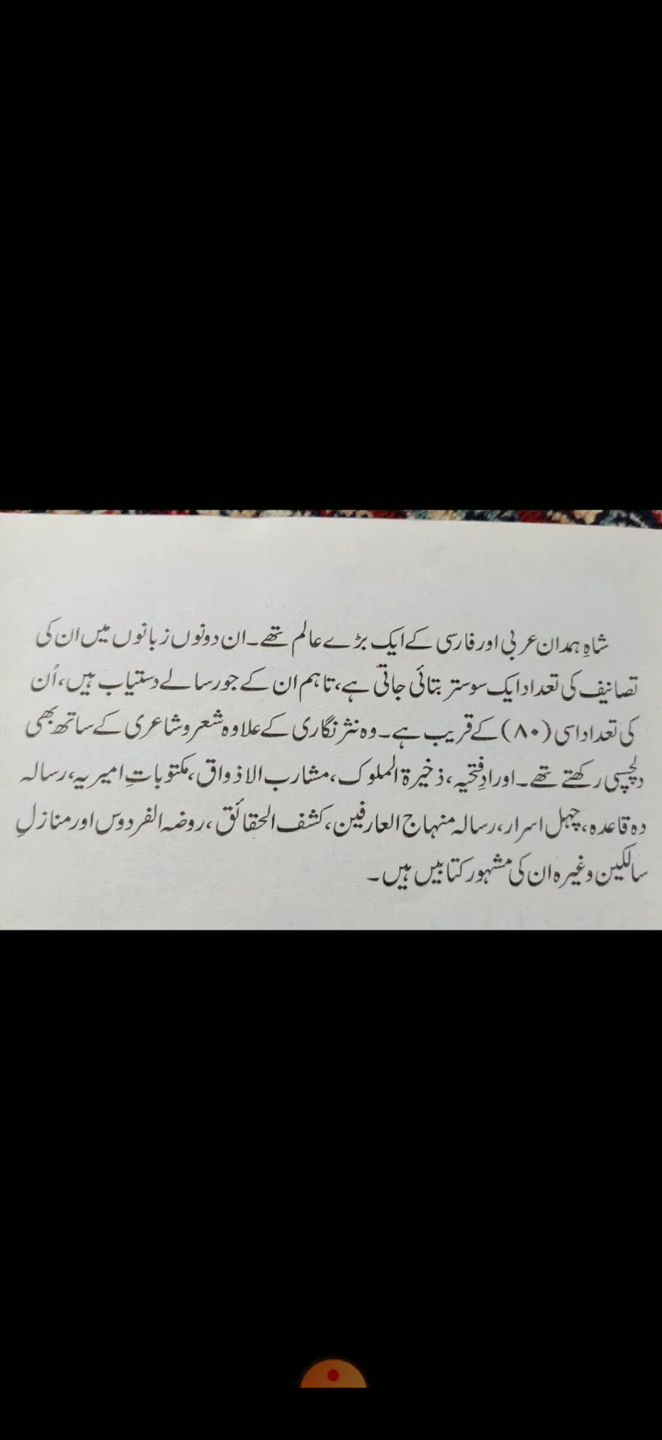 شاہِ ہمدان عربی اور فارسی کے ایک بڑے عالم تھے۔ ان دونوں زبانوں میں ان کی
تصانیف کی تعداد ایک سو ستر بتائی جاتی ہے، تاہم ان کے جو رسالے دستیاب ہیں، اُن
کی تعداد اسی (۸۰) کے قریب ہے۔ وہ نثر نگاری کے علاوہ شعر و شاعری کے ساتھ بھی
دلچسپی رکھتے تھے۔ اورادِ فتحیہ، ذخیرۃ الملوک، مشارب الاذواق، مکتوباتِ امیریہ، رسالہ
دہ قاعدہ، چہل اسرار، رسالہ منہاج العارفین، کشف الحقائق، روضہ الفردوس اور منازلِ
سالکین وغیرہ ان کی مشہور کتابیں ہیں۔